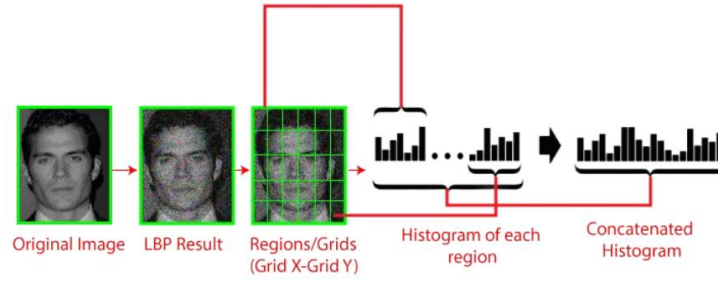 Original Image
LBP Result
Regions/Grids
(Grid X-Grid Y)
Histogram of each
region
Concatenated
Histogram